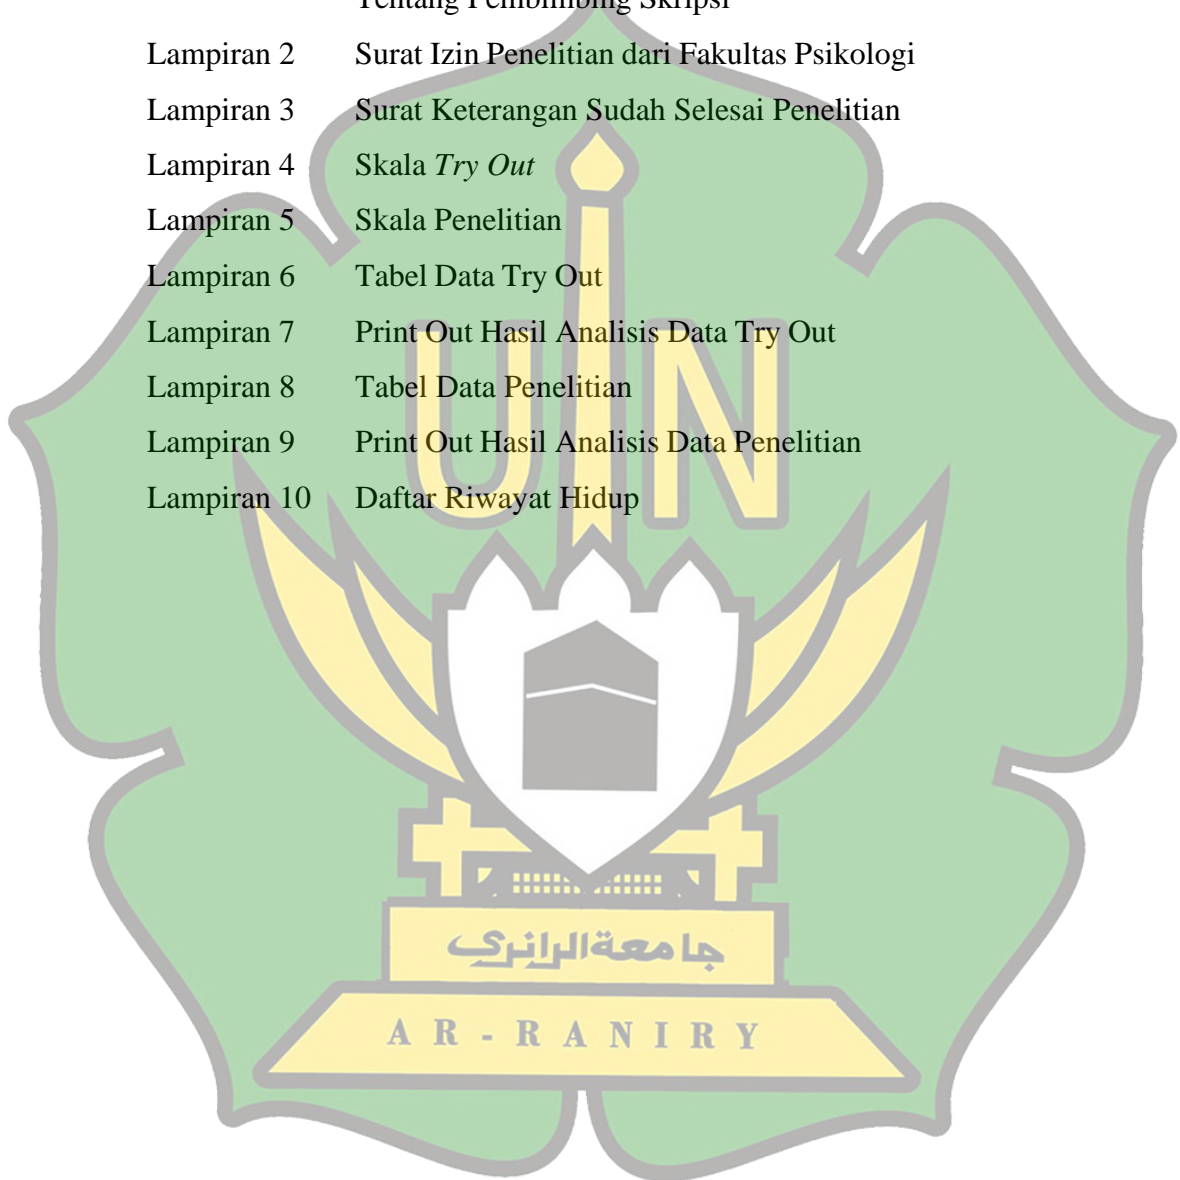 Tentang Pembimbing Skripsi
Lampiran 2 Surat Izin Penelitian dari Fakultas Psikologi
Lampiran 3 Surat Keterangan Sudah Selesai Penelitian
Lampiran 4 Skala Try Out
Lampiran 5 Skala Penelitian
Lampiran 6 Tabel Data Try Out
Lampiran 7 Print Out Hasil Analisis Data Try Out
Lampiran 8 Tabel Data Penelitian
Lampiran 9 Print Out Hasil Analisis Data Penelitian
Lampiran 10 Daftar Riwayat Hidup
UIN
جامعةالرانري
AR-RANIRY